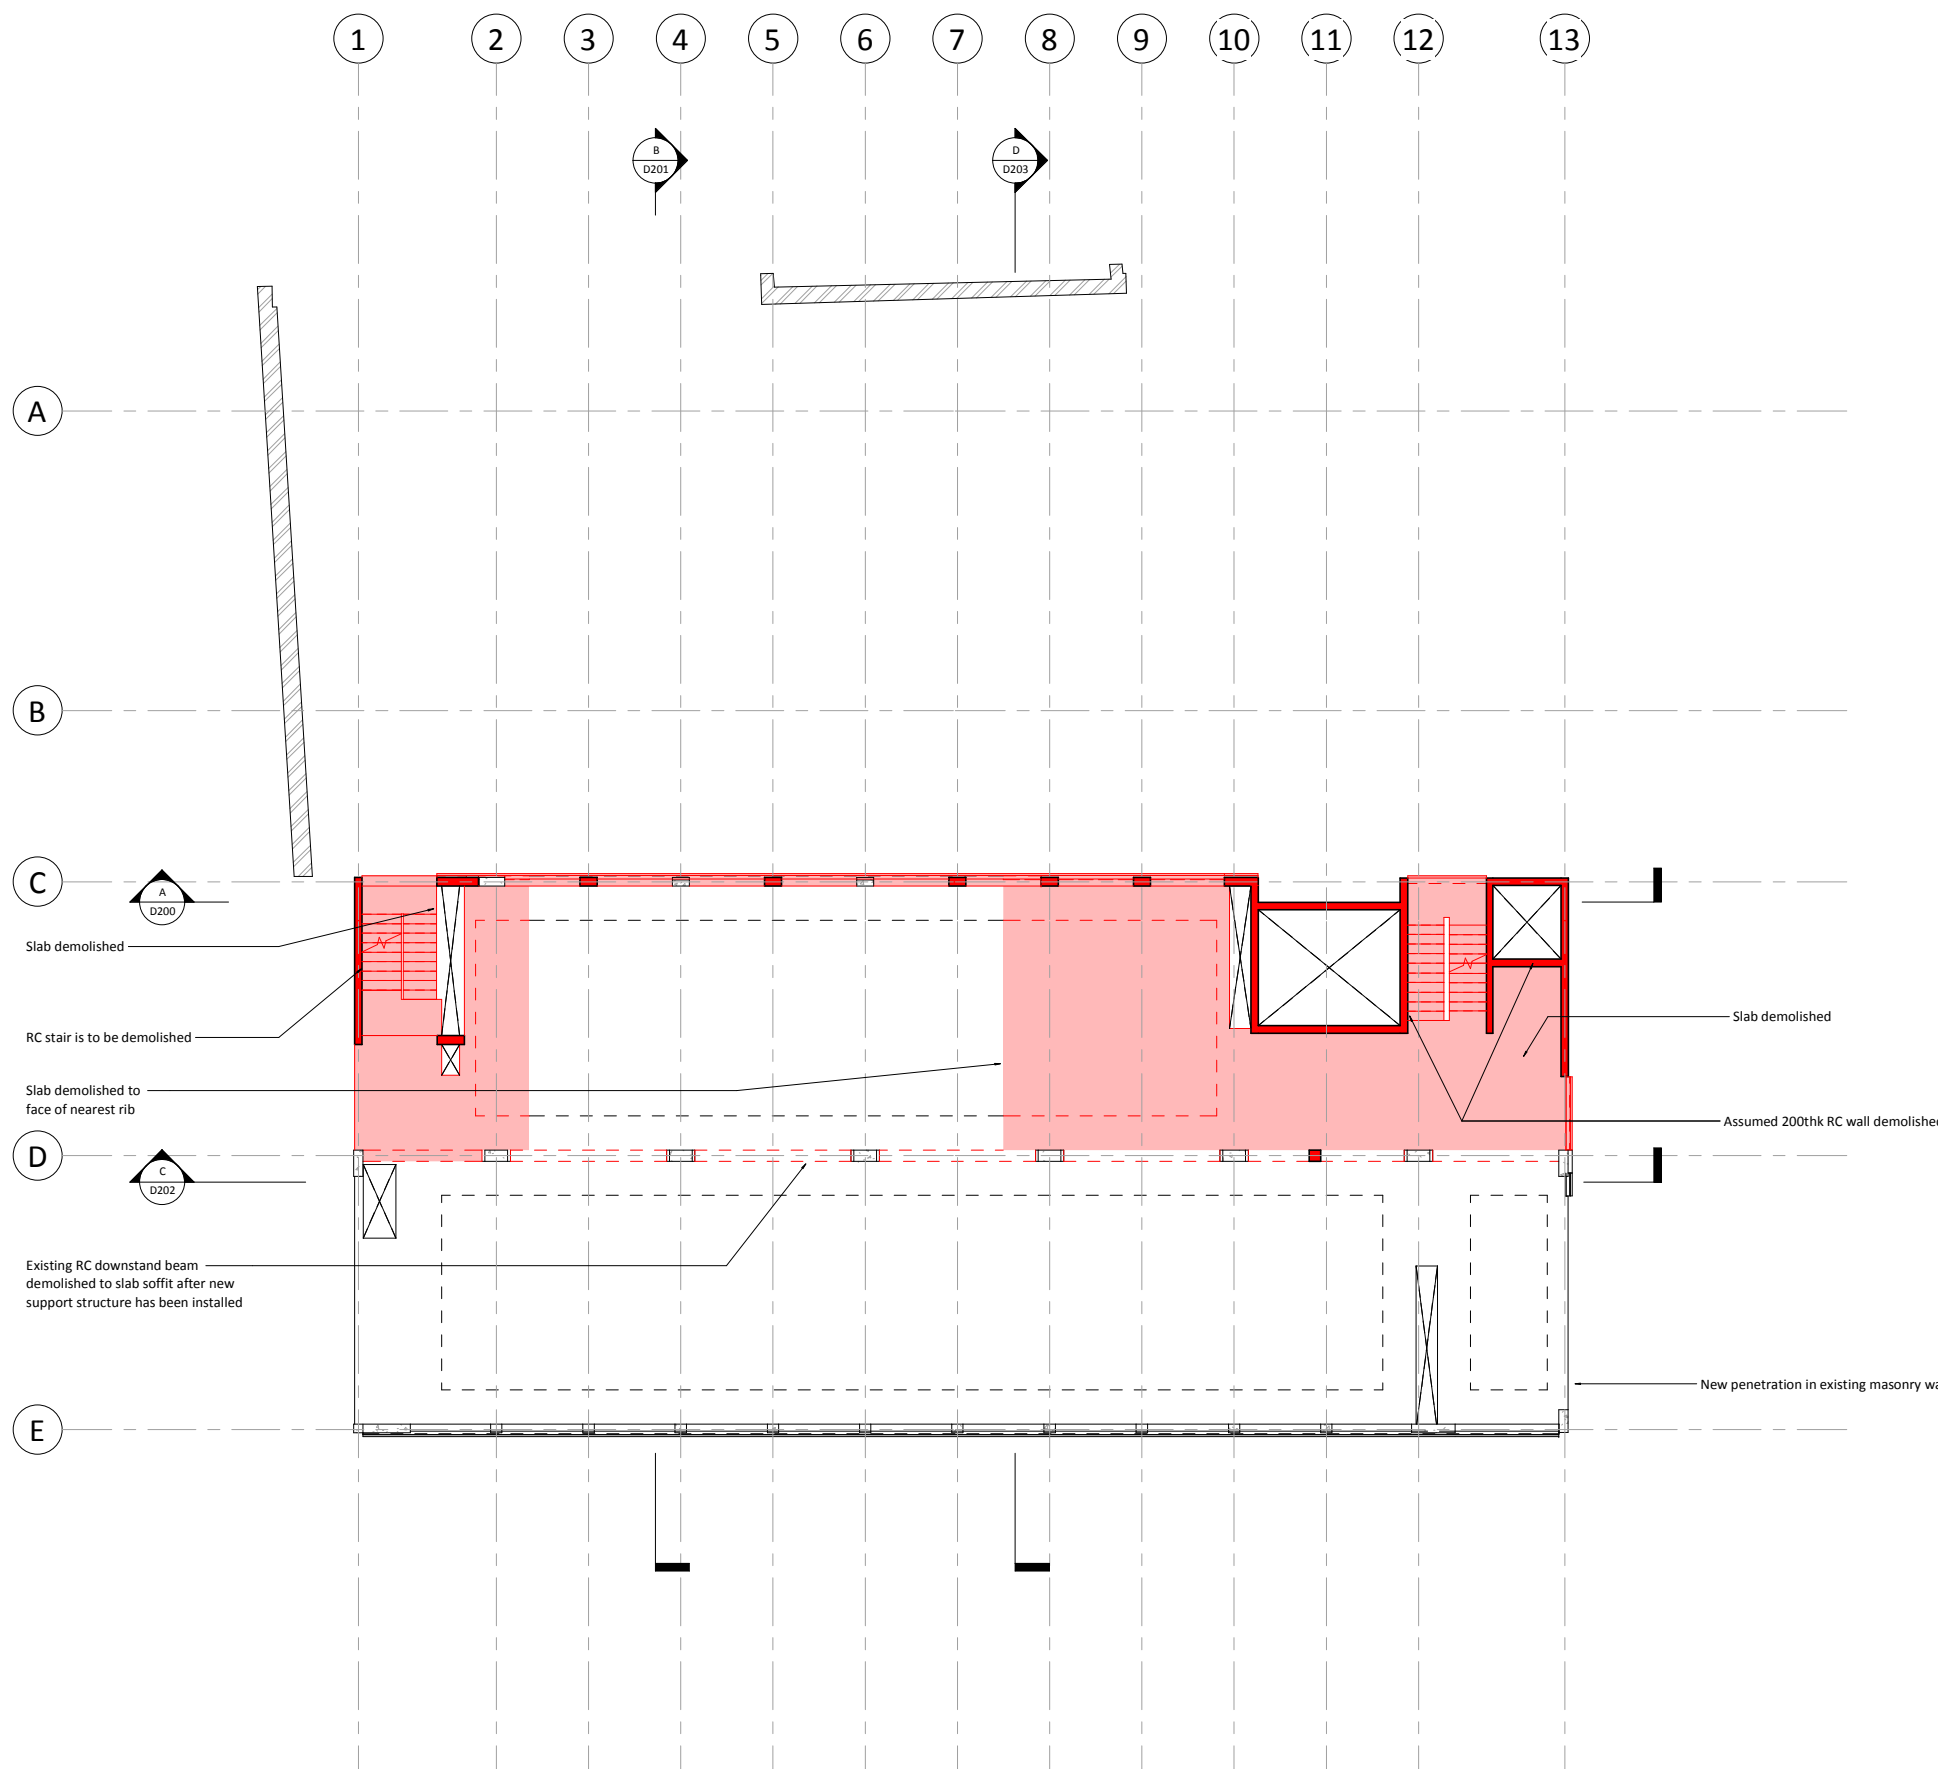 1 2 3 4 5 6 7 8 9 10 11 12 13
B
D201
D
D203
A
B
C
A
D200
Slab demolished
RC stair is to be demolished
Slab demolished
Slab demolished to
face of nearest rib
Assumed 200thk RC wall demolished
D
C
D202
Existing RC downstand beam
demolished to slab soffit after new
support structure has been installed
New penetration in existing masonry wa
E